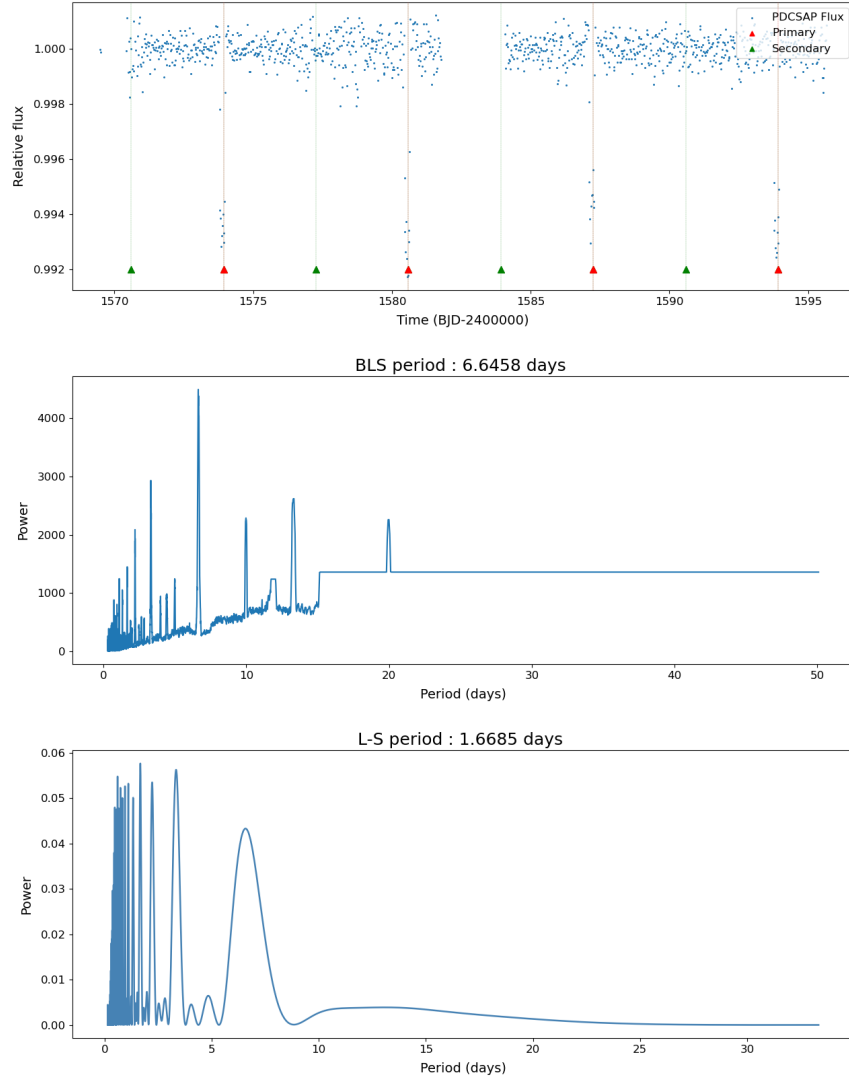 1.000
0.998
0.996
0.994
0.992
Relative flux
PDCSAP Flux
Primary
Secondary
1570 1575 1580 1585 1590 1595
Time (BJD-2400000)
BLS period : 6.6458 days
4000
3000
2000
1000
0
Power
0 10 20 30 40 50
Period (days)
L-S period : 1.6685 days
0.06
0.05
0.04
0.03
0.02
0.01
0.00
Power
0 5 10 15 20 25 30
Period (days)